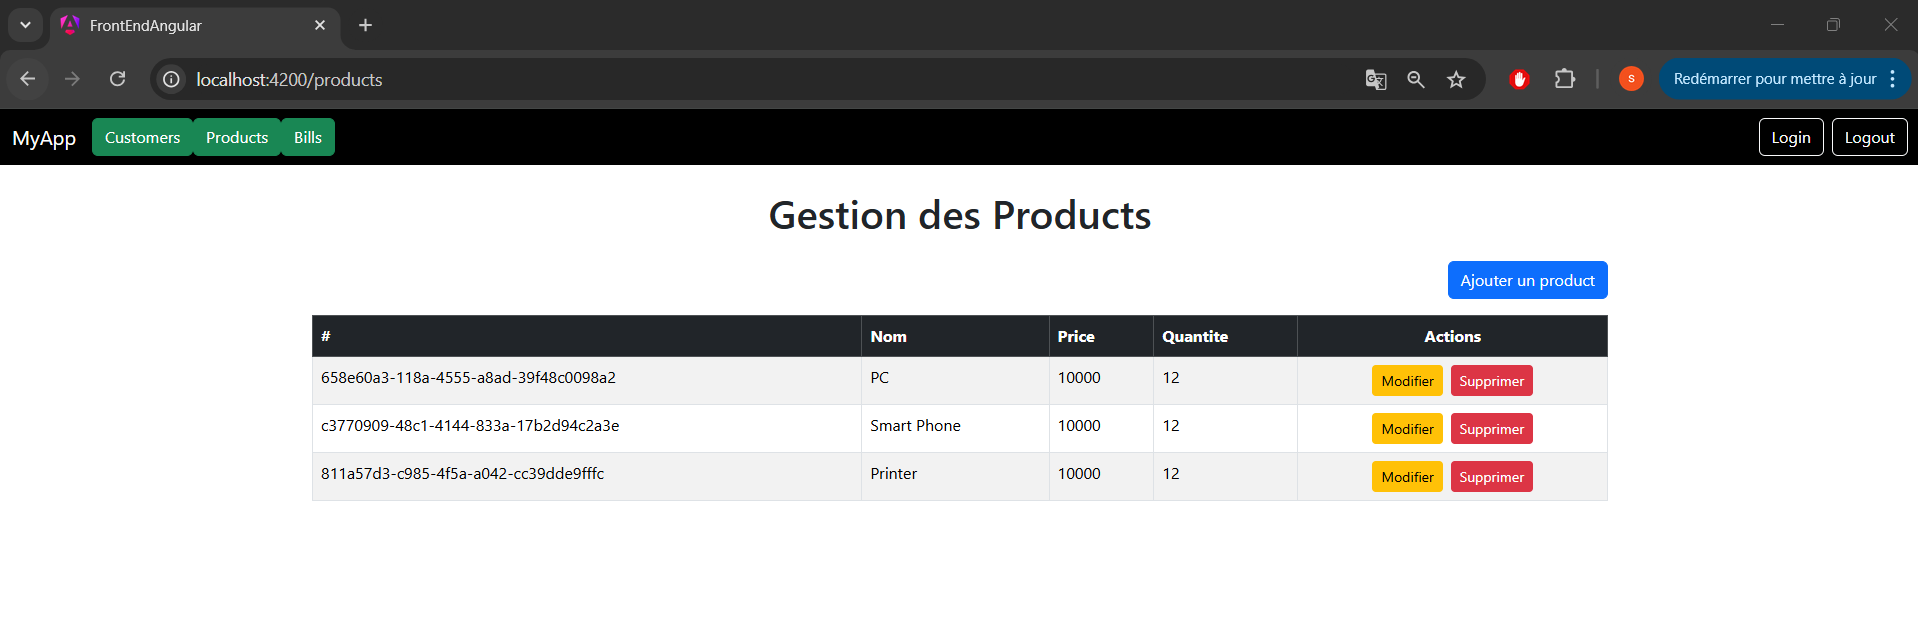 FrontEndAngular
localhost:4200/products
S
Redémarrer pour mettre à jour
MyApp Customers Products Bills Login Logout
Gestion des Products
Ajouter un product
# Nom Price Quantite Actions
658e60a3-118a-4555-a8ad-39f48c0098a2 PC 10000 12 Modifier Supprimer
c3770909-48c1-4144-833a-17b2d94c2a3e Smart Phone 10000 12 Modifier Supprimer
811a57d3-c985-4f5a-a042-cc39dde9fffc Printer 10000 12 Modifier Supprimer